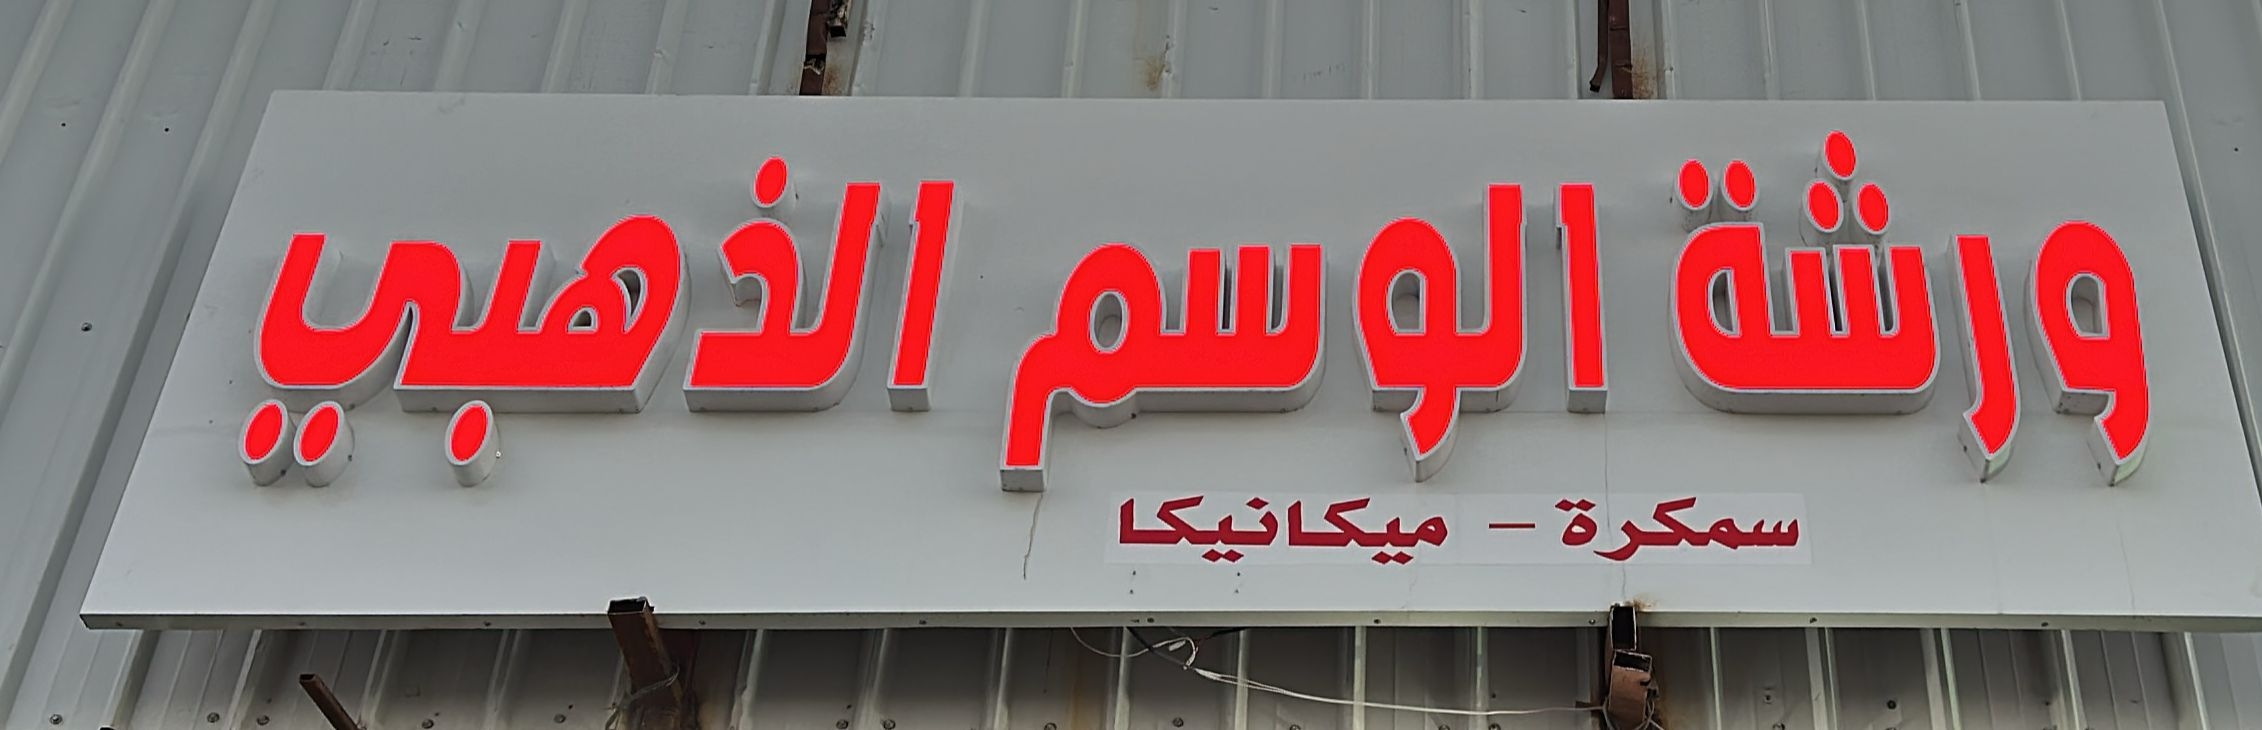 ورشة الوسم الذهبي
سمكرة - ميكانيكا